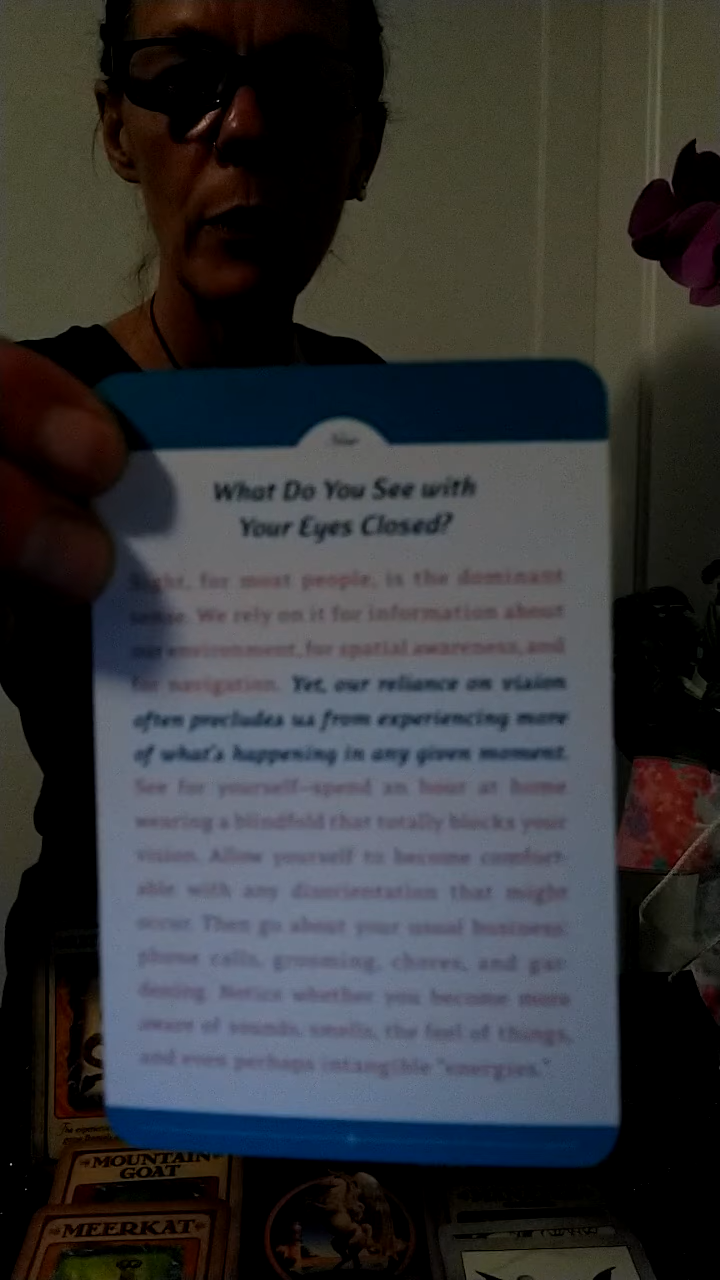 What Do You See with
Your Eyes Closed?
Sight, for most people, is the dominant
sense. We rely on it for information about
our environment, for spatial awareness, and
for navigation. Yet, our reliance on vision
often precludes us from experiencing more
of what's happening in any given moment.
See for yourself—spend an hour at home
wearing a blindfold that totally blocks your
vision. Allow yourself to become comfort-
able with any disorientation that might
occur. Then go about your usual business:
phone calls, grooming, chores, and gar-
dening. Notice whether you become more
aware of sounds, smells, the feel of things,
and even perhaps intangible "energies."
MOUNTAIN
GOAT
MEERKAT